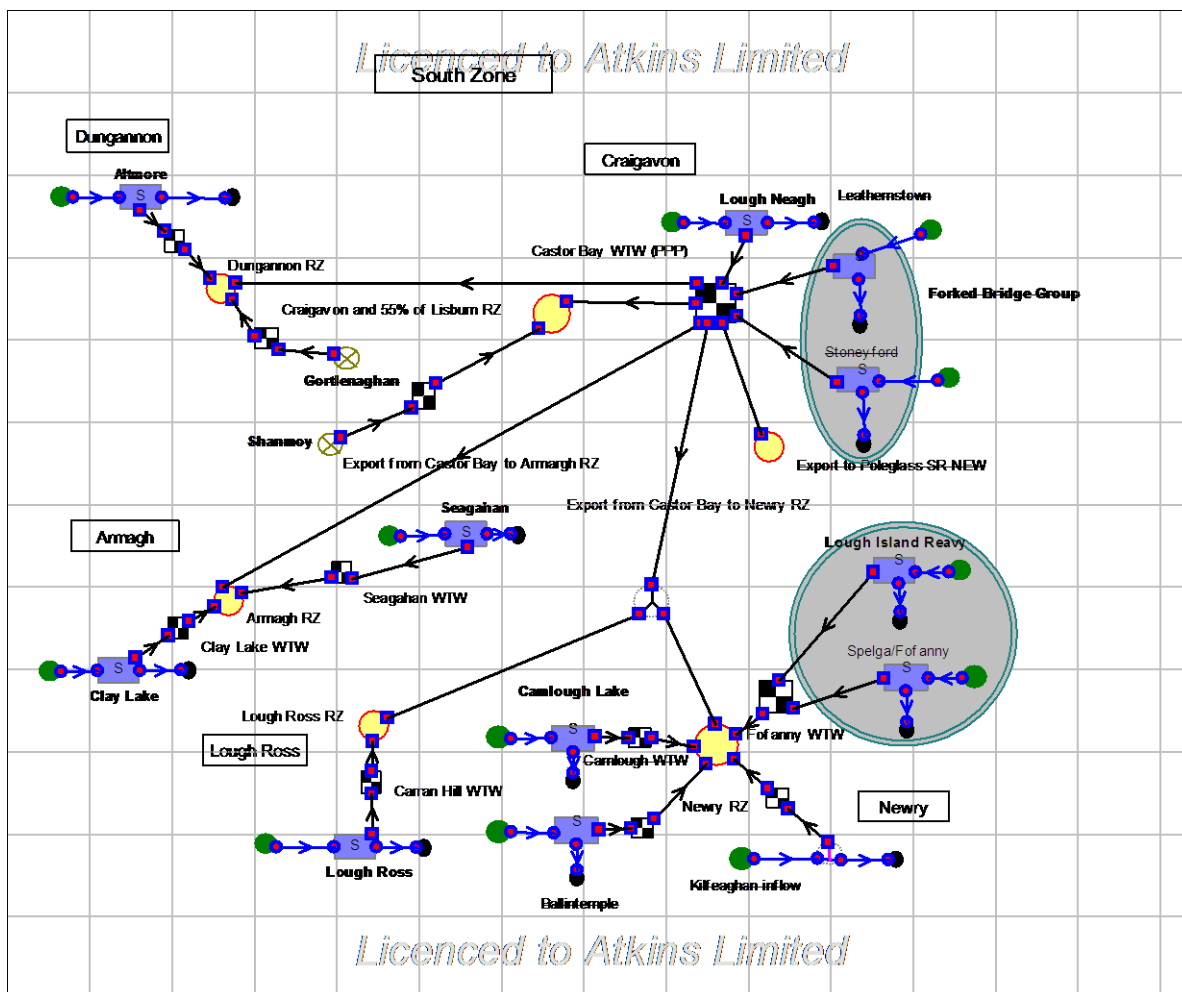 Licenced to Atkins Limited
South Zone
Dungannon
Altmore
S
Craigavon
Lough Neagh
S
Leathemstown
S
Castor Bay WTW (PPP)
Dungannon RZ
Forked Bridge Group
Craigavon and 55% of Lisburn RZ
Stoneyford
S
Gortlenaghan
Shanmoy
Export from Castor Bay to Armargh RZ
Export to Poleglass SR NEW
Seagahan
S
Export from Castor Bay to Newry RZ
Armagh
Lough Island Reavy
S
Seagahan WTW
Armagh RZ
Clay Lake WTW
Spelga/Fofanny
S
S
Clay Lake
Camlough Lake
S
Lough Ross RZ
Fofanny WTW
Lough Ross
Camlough WTW
Carran Hill WTW
Newry RZ
Newry
S
S
Lough Ross
Kilfeaghan inflow
Ballintemple
Licenced to Atkins Limited